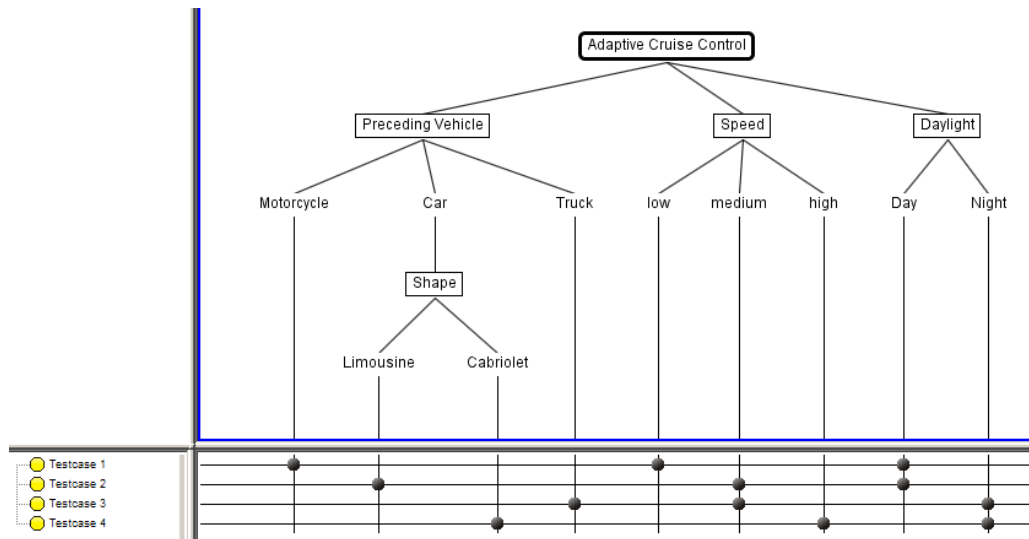 Adaptive Cruise Control
Preceding Vehicle Speed Daylight
Motorcycle Car Truck low medium high Day Night
Shape
Limousine Cabriolet
Testcase 1
Testcase 2
Testcase 3
Testcase 4